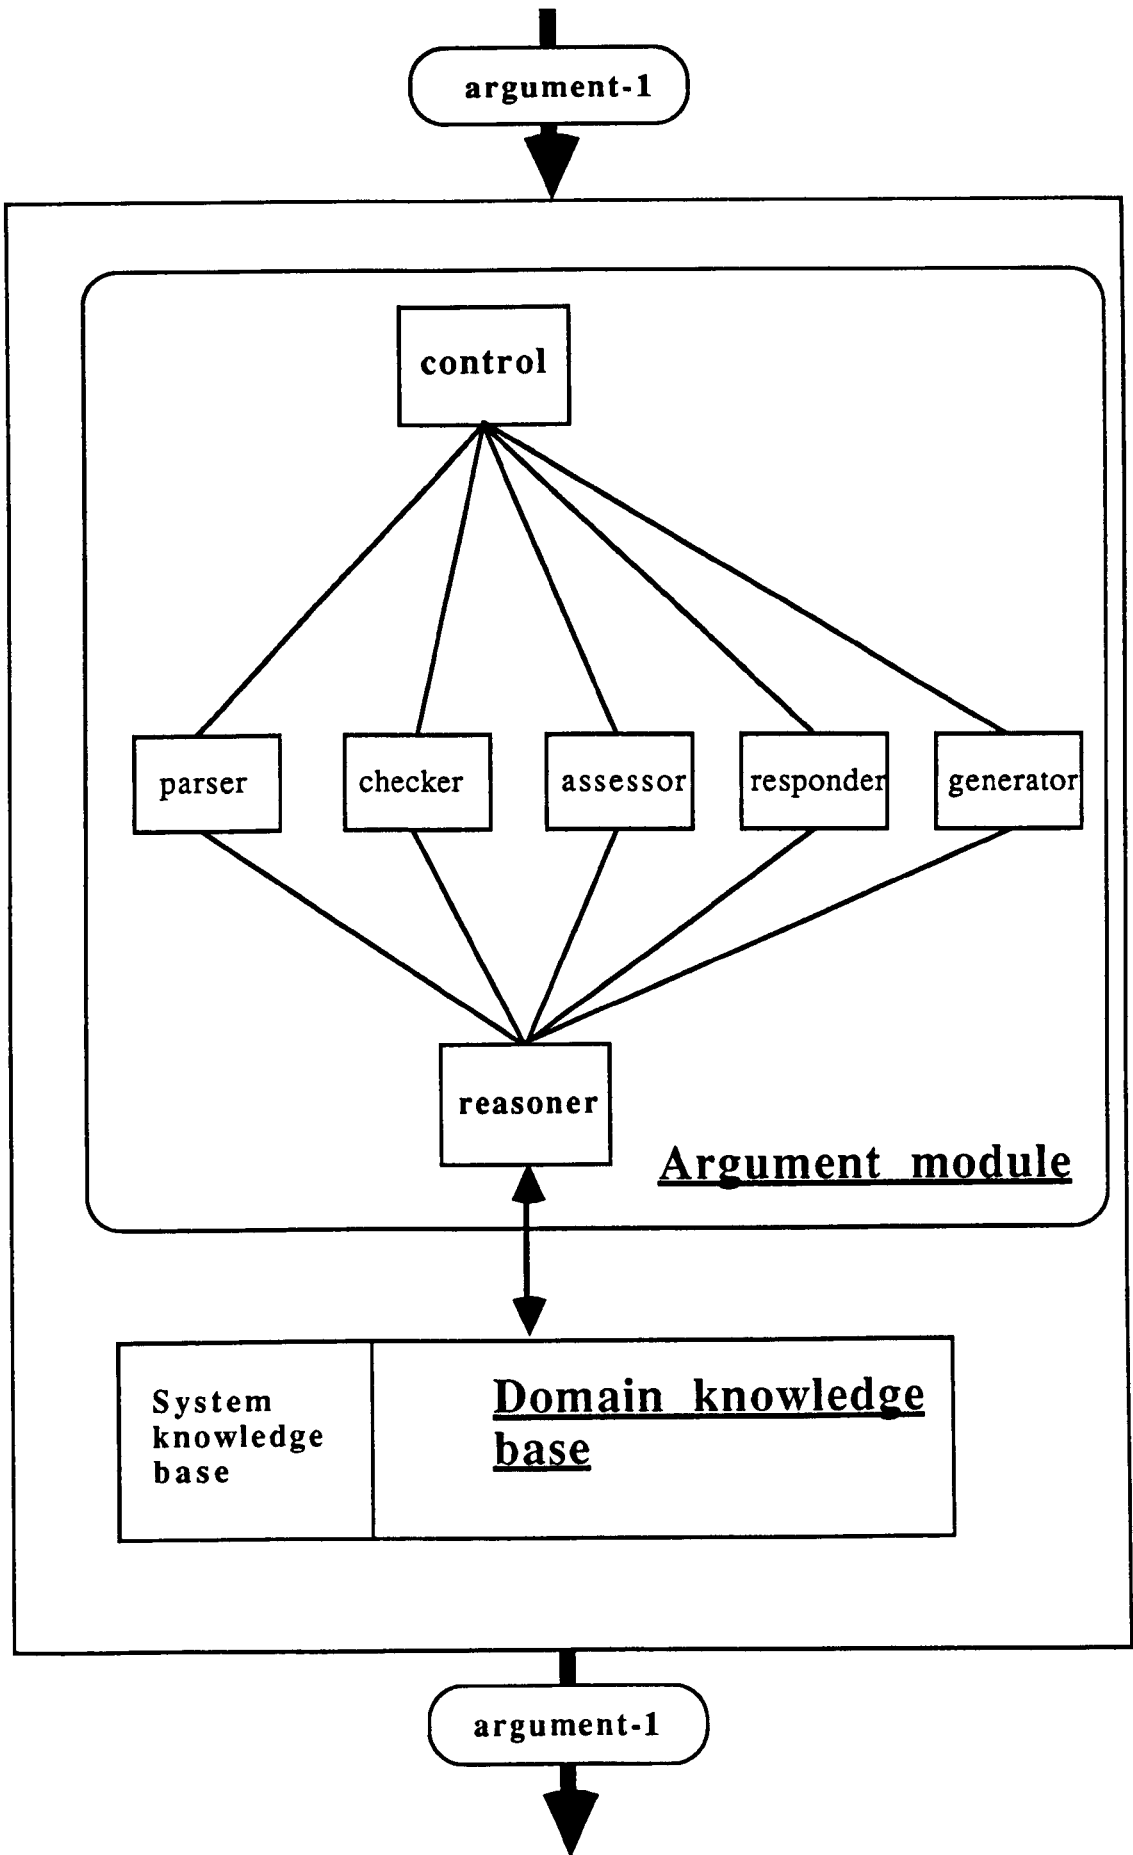 argument-1
control
parser
checker
assessor
responder
generator
reasoner
Argument module
System
knowledge
base
Domain knowledge
base
argument-1